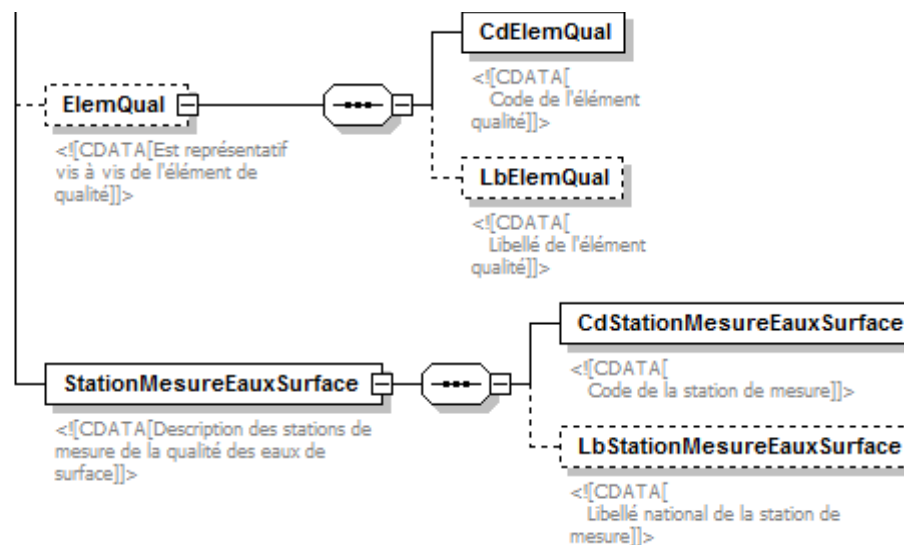 CdElemQual
<![CDATA[
Code de l'élément
qualité]]>
ElemQual
<![CDATA[Est représentatif
vis à vis de l'élément de
qualité]]>
LbElemQual
<![CDATA[
Libellé de l'élément
qualité]]>
CdStationMesureEauxSurface
<![CDATA[
Code de la station de mesure]]>
StationMesureEauxSurface
<![CDATA[Description des stations de
mesure de la qualité des eaux de
surface]]>
LbStationMesureEauxSurface
<![CDATA[
Libellé national de la station de
mesure]]>